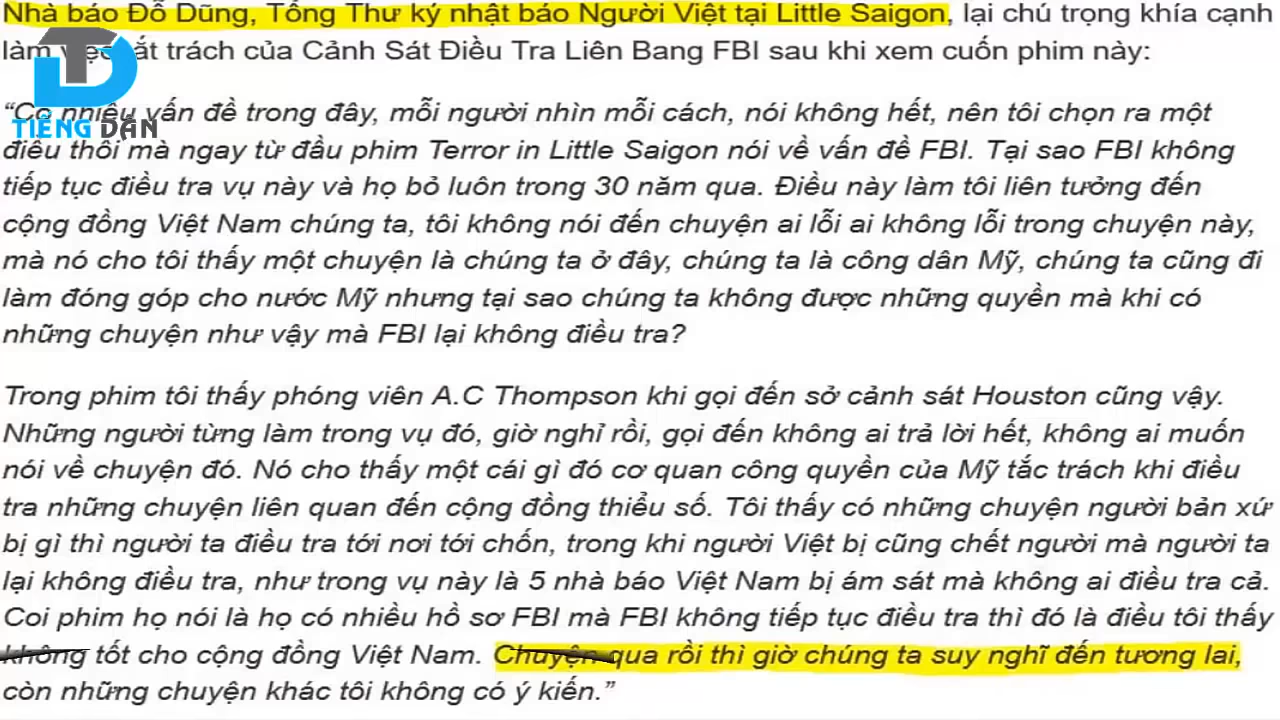 Nhà báo Đỗ Dũng, Tổng Thư ký nhật báo Người Việt tại Little Saigon, lại chú trọng khía cạnh
làm trách của Cảnh Sát Điều Tra Liên Bang FBI sau khi xem cuốn phim này:
“Có nhiều vấn đề trong đây, mỗi người nhìn mỗi cách, nói không hết, nên tôi chọn ra một
TIẾNG DÂN
điều thôi mà ngay từ đầu phim Terror in Little Saigon nói về vấn đề FBI. Tại sao FBI không
tiếp tục điều tra vụ này và họ bỏ luôn trong 30 năm qua. Điều này làm tôi liên tưởng đến
cộng đồng Việt Nam chúng ta, tôi không nói đến chuyện ai lỗi ai không lỗi trong chuyện này,
mà nó cho tôi thấy một chuyện là chúng ta ở đây, chúng ta là công dân Mỹ, chúng ta cũng đi
làm đóng góp cho nước Mỹ nhưng tại sao chúng ta không được những quyền mà khi có
những chuyện như vậy mà FBI lại không điều tra?
Trong phim tôi thấy phóng viên A.C Thompson khi gọi đến sở cảnh sát Houston cũng vậy.
Những người từng làm trong vụ đó, giờ nghỉ rồi, gọi đến không ai trả lời hết, không ai muốn
nói về chuyện đó. Nó cho thấy một cái gì đó cơ quan công quyền của Mỹ tắc trách khi điều
tra những chuyện liên quan đến cộng đồng thiểu số. Tôi thấy có những chuyện người bản xứ
bị gì thì người ta điều tra tới nơi tới chốn, trong khi người Việt bị cũng chết người mà người ta
lại không điều tra, như trong vụ này là 5 nhà báo Việt Nam bị ám sát mà không ai điều tra cả.
Coi phim họ nói là họ có nhiều hồ sơ FBI mà FBI không tiếp tục điều tra thì đó là điều tôi thấy
không tốt cho cộng đồng Việt Nam. Chuyện qua rồi thì giờ chúng ta suy nghĩ đến tương lai,
còn những chuyện khác tôi không có ý kiến.”